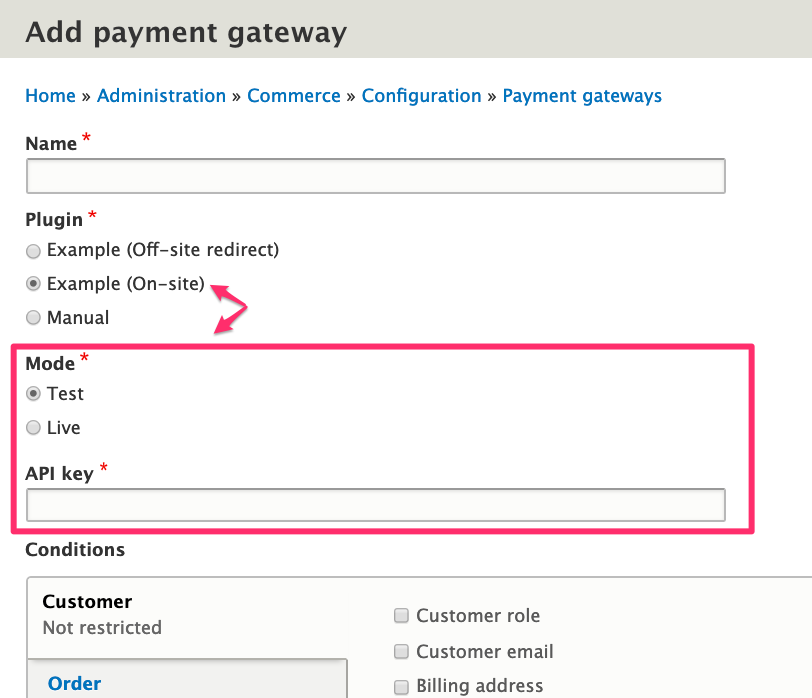 Add payment gateway
Home » Administration » Commerce » Configuration » Payment gateways
Name *
Plugin *
Example (Off-site redirect)
Example (On-site)
Manual
Mode *
Test
Live
API key *
Conditions
Customer
Not restricted
Order
Customer role
Customer email
Billing address